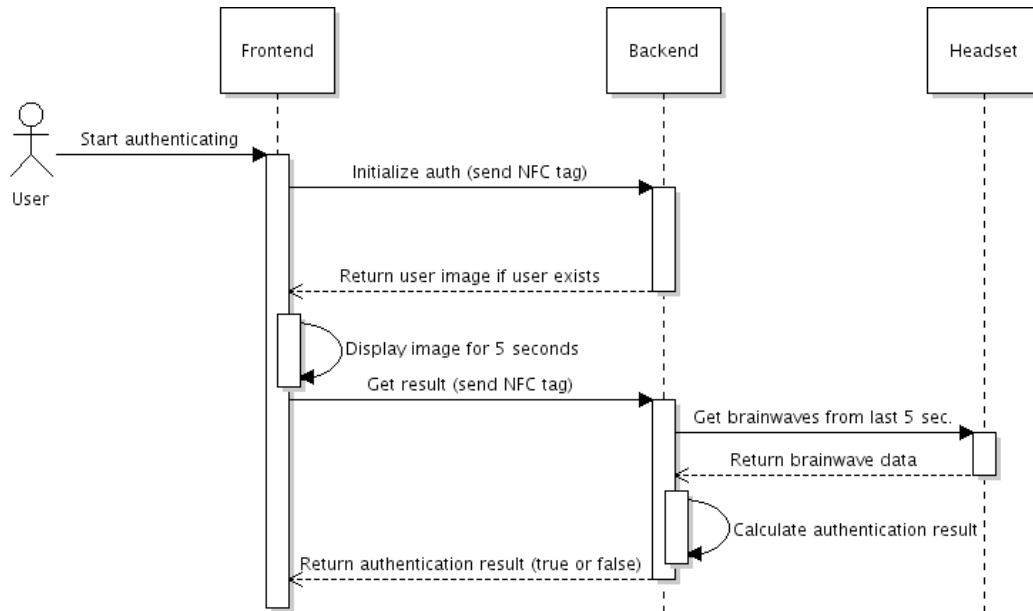 Frontend
Backend
Headset
Start authenticating
User
Initialize auth (send NFC tag)
Return user image if user exists
Display image for 5 seconds
Get result (send NFC tag)
Get brainwaves from last 5 sec.
Return brainwave data
Calculate authentication result
Return authentication result (true or false)